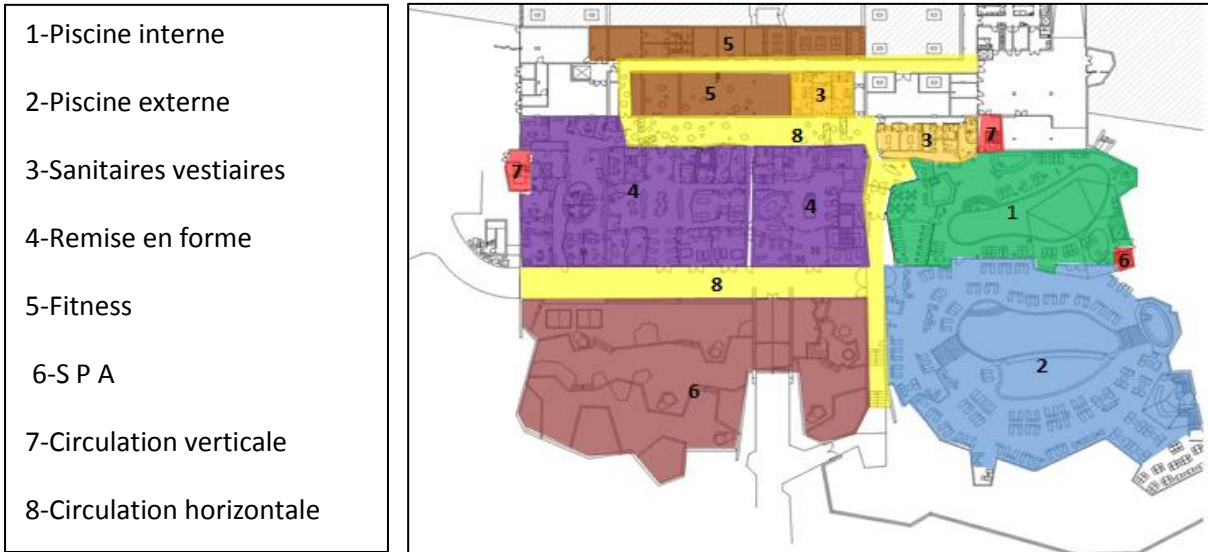 1-Piscine interne
2-Piscine externe
3-Sanitaires vestiaires
4-Remise en forme
5-Fitness
6-S P A
7-Circulation verticale
8-Circulation horizontale
5
5
3
8
3
7
7
4
4
1
6
8
2
6